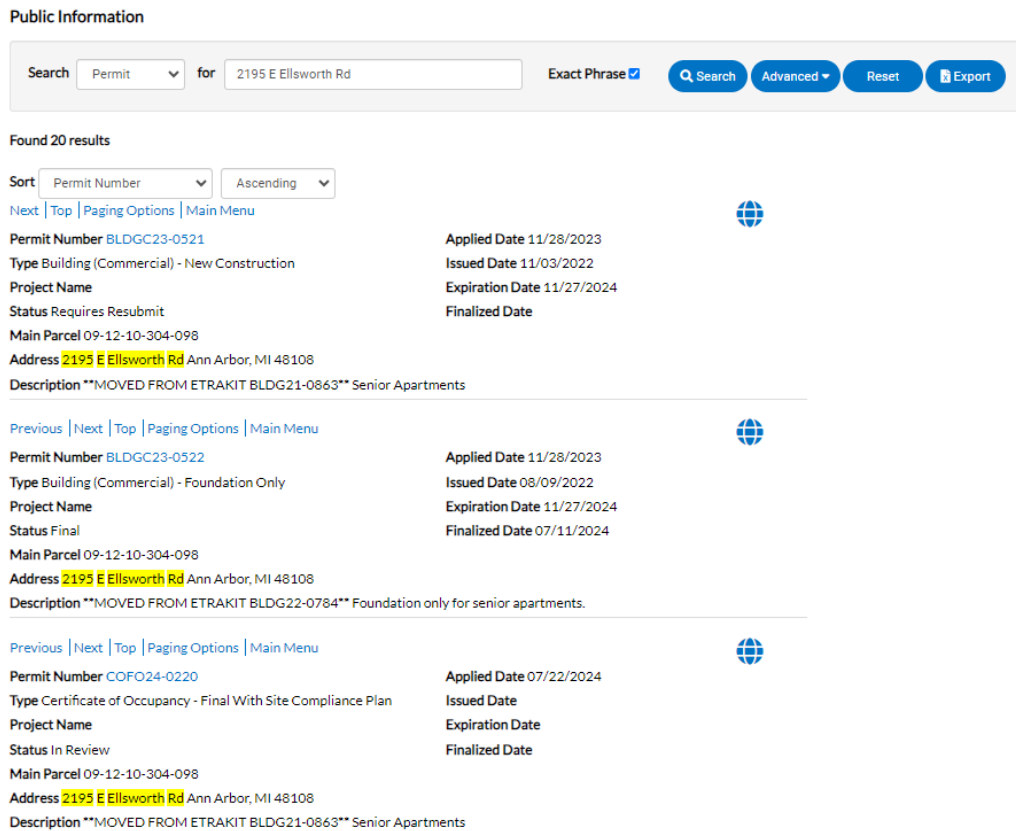 Public Information
Search Permit for 2195 E Ellsworth Rd Exact Phrase Search Advanced Reset Export
Found 20 results
Sort Permit Number Ascending
Next | Top | Paging Options | Main Menu
Permit Number BLDGC23-0521 Applied Date 11/28/2023
Type Building (Commercial) - New Construction Issued Date 11/03/2022
Project Name Expiration Date 11/27/2024
Status Requires Resubmit Finalized Date
Main Parcel 09-12-10-304-098
Address 2195 E Ellsworth Rd Ann Arbor, MI 48108
Description **MOVED FROM ETRAKIT BLDG21-0863** Senior Apartments
Previous | Next | Top | Paging Options | Main Menu
Permit Number BLDGC23-0522 Applied Date 11/28/2023
Type Building (Commercial) - Foundation Only Issued Date 08/09/2022
Project Name Expiration Date 11/27/2024
Status Final Finalized Date 07/11/2024
Main Parcel 09-12-10-304-098
Address 2195 E Ellsworth Rd Ann Arbor, MI 48108
Description **MOVED FROM ETRAKIT BLDG22-0784** Foundation only for senior apartments.
Previous | Next | Top | Paging Options | Main Menu
Permit Number COFO24-0220 Applied Date 07/22/2024
Type Certificate of Occupancy - Final With Site Compliance Plan Issued Date
Project Name Expiration Date
Status In Review Finalized Date
Main Parcel 09-12-10-304-098
Address 2195 E Ellsworth Rd Ann Arbor, MI 48108
Description **MOVED FROM ETRAKIT BLDG21-0863** Senior Apartments